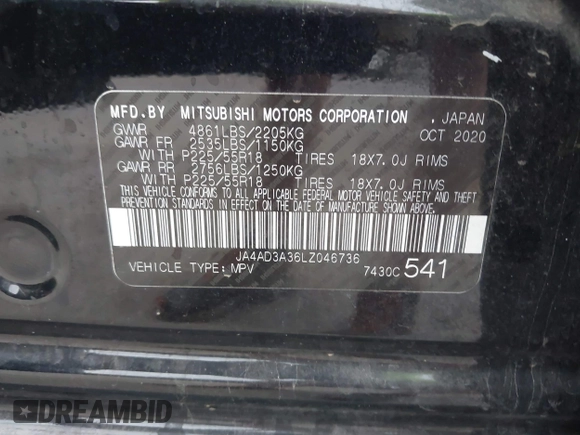 MFD.BY MITSUBISHI MOTORS CORPORATION . JAPAN
GVWR 4861LBS/2205KG OCT 2020
GAWR FR 2535LBS/1150KG
WITH P225/55R18 TIRES 18X7.0J RIMS
GAWR RR 2756LBS/1250KG
WITH P225/55R18 TIRES 18X7.0J RIMS
THIS VEHICLE CONFORMS TO ALL APPLICABLE FEDERAL MOTOR VEHICLE SAFETY AND THEFT
PREVENTION STANDARDS IN EFFECT ON THE DATE OF MANUFACTURE SHOWN ABOVE.
JA4AD3A36LZ046736
VEHICLE TYPE:MPV 7430C 541
DREAMBID